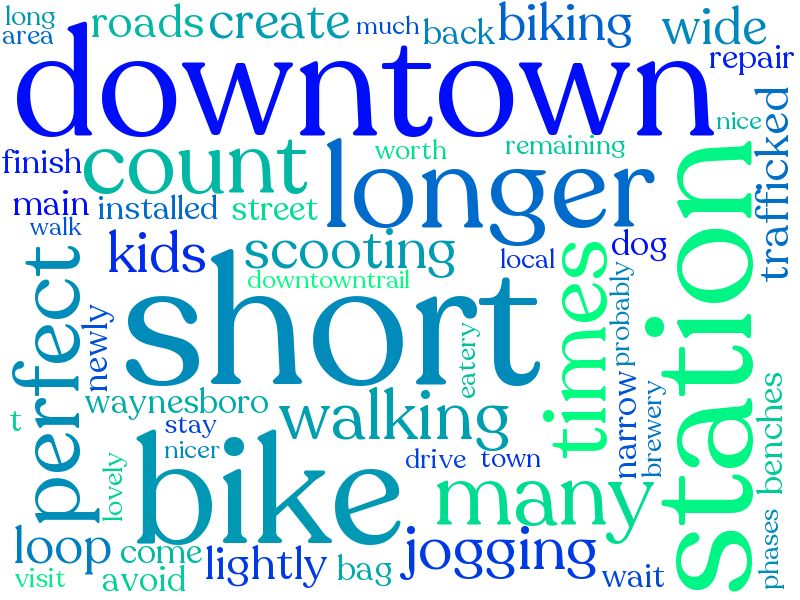 long
area
roads
create
much
back
biking
wide
repair
downtown
nice
trafficked
finish
count
worth
remaining
longer
station
main
installed
street
walk
kids
scooting
local
dog
times
probably
perfect
downtowntrail
newly
short
eatery
narrow
brewery
benches
waynesboro
t
stay
nicer
walking
drive
town
lovely
bike
many
phases
loop
come
lightly
bag
jogging
wait
visit
avoid